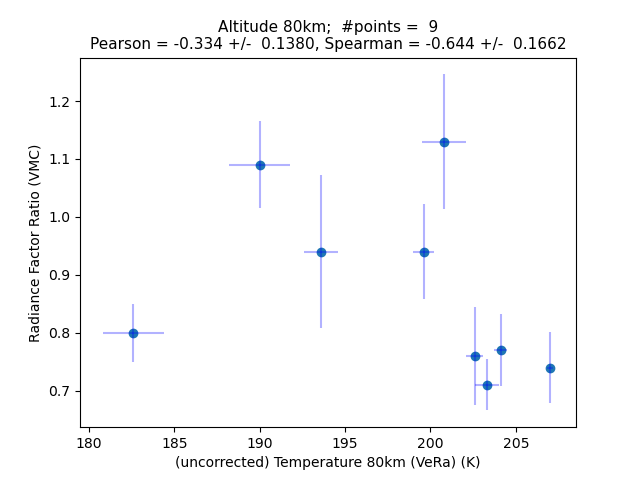 Altitude 80km;  #points =  9
Pearson = -0.334 +/-  0.1380, Spearman = -0.644 +/-  0.1662
1.2
1.1
1.0
0.9
0.8
0.7
Radiance Factor Ratio (VMC)
180 185 190 195 200 205
(uncorrected) Temperature 80km (VeRa) (K)